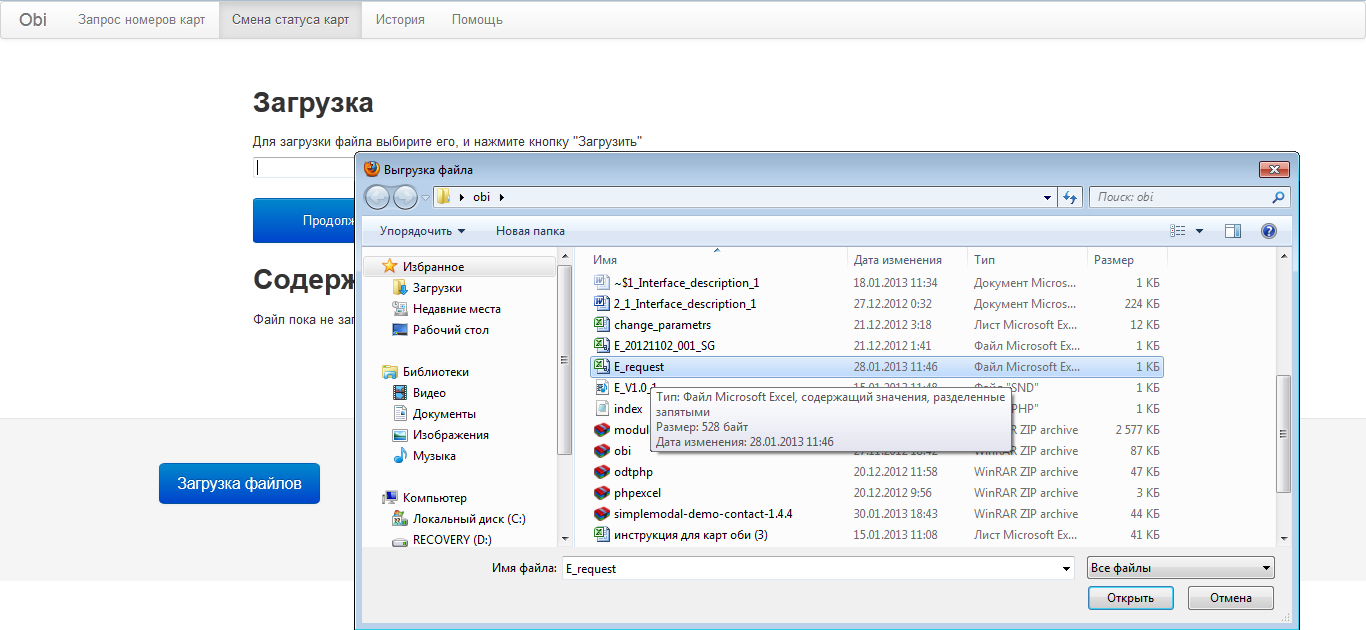 Obi Запрос номеров карт Смена статуса карт История Помощь
Загрузка
Для загрузки файла выбирите его, и нажмите кнопку "Загрузить"
Выгрузка файла
obi Поиск: obi
Продолж
Упорядочить Новая папка
Имя Дата изменения Тип Размер
Избранное
Загрузки
Недавние места
Рабочий стол
Библиотеки
Видео
Документы
Изображения
Музыка
Компьютер
Локальный диск (C:)
RECOVERY (D:)
~$1_Interface_description_1 18.01.2013 11:34 Документ Micros... 1 КБ
2_1_Interface_description_1 27.12.2012 0:32 Документ Micros... 224 КБ
change_parametrs 21.12.2012 3:18 Лист Microsoft Ex... 12 КБ
E_20121102_001_SG 21.12.2012 1:41 Файл Microsoft Ex... 1 КБ
E_request 28.01.2013 11:46 Файл Microsoft Ex... 1 КБ
E_V1.0_1 15.01.2013 11:48 Файл "SND" 1 КБ
index PHP" 1 КБ
modul R ZIP archive 2 577 КБ
obi 27.11.2012 16:42 WinRAR ZIP archive 87 КБ
odtphp 20.12.2012 11:58 WinRAR ZIP archive 47 КБ
phpexcel 20.12.2012 9:56 WinRAR ZIP archive 3 КБ
simplemodal-demo-contact-1.4.4 30.01.2013 18:43 WinRAR ZIP archive 44 КБ
инструкция для карт оби (3) 15.01.2013 11:08 Лист Microsoft Ex... 41 КБ
Тип: Файл Microsoft Excel, содержащий значения, разделенные
запятыми
Размер: 528 байт
Дата изменения: 28.01.2013 11:46
Содерж
Файл пока не заг
Загрузка файлов
Имя файла: E_request Все файлы
Открыть Отмена